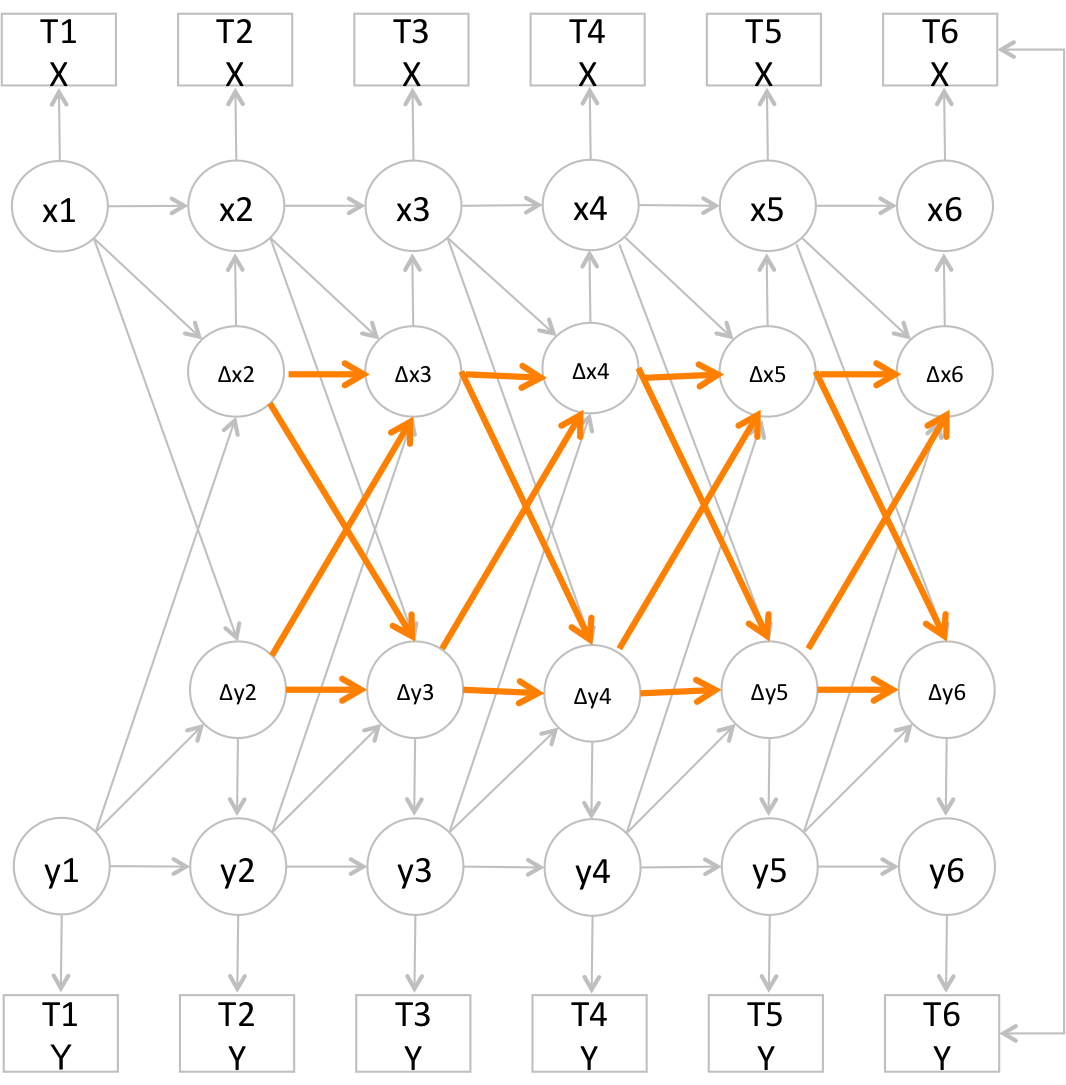 T1 T2 T3 T4 T5 T6
X X X X X X
x1 x2 x3 x4 x5 x6
Δx2 Δx3 Δx4 Δx5 Δx6
Δy2 Δy3 Δy4 Δy5 Δy6
y1 y2 y3 y4 y5 y6
T1 T2 T3 T4 T5 T6
Y Y Y Y Y Y